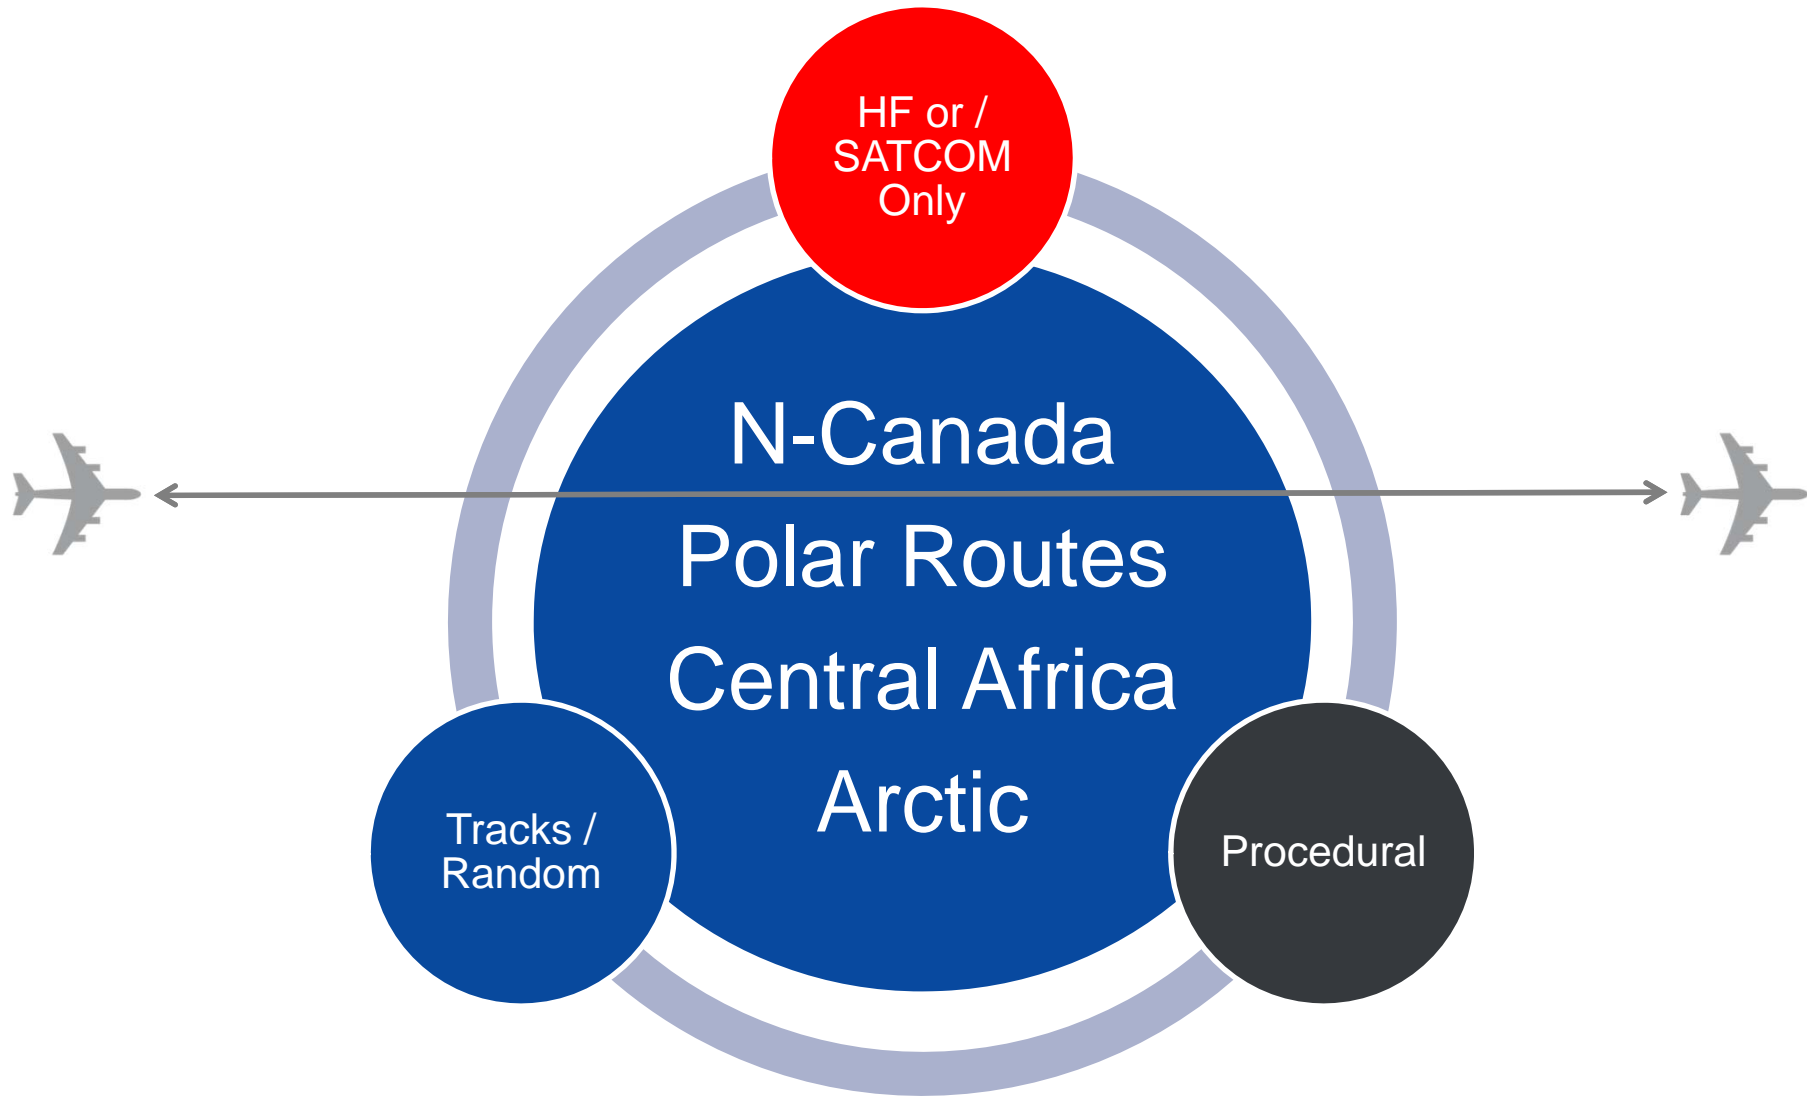 HF or /
SATCOM
Only
N-Canada
Polar Routes
Central Africa
Arctic
Tracks /
Random
Procedural